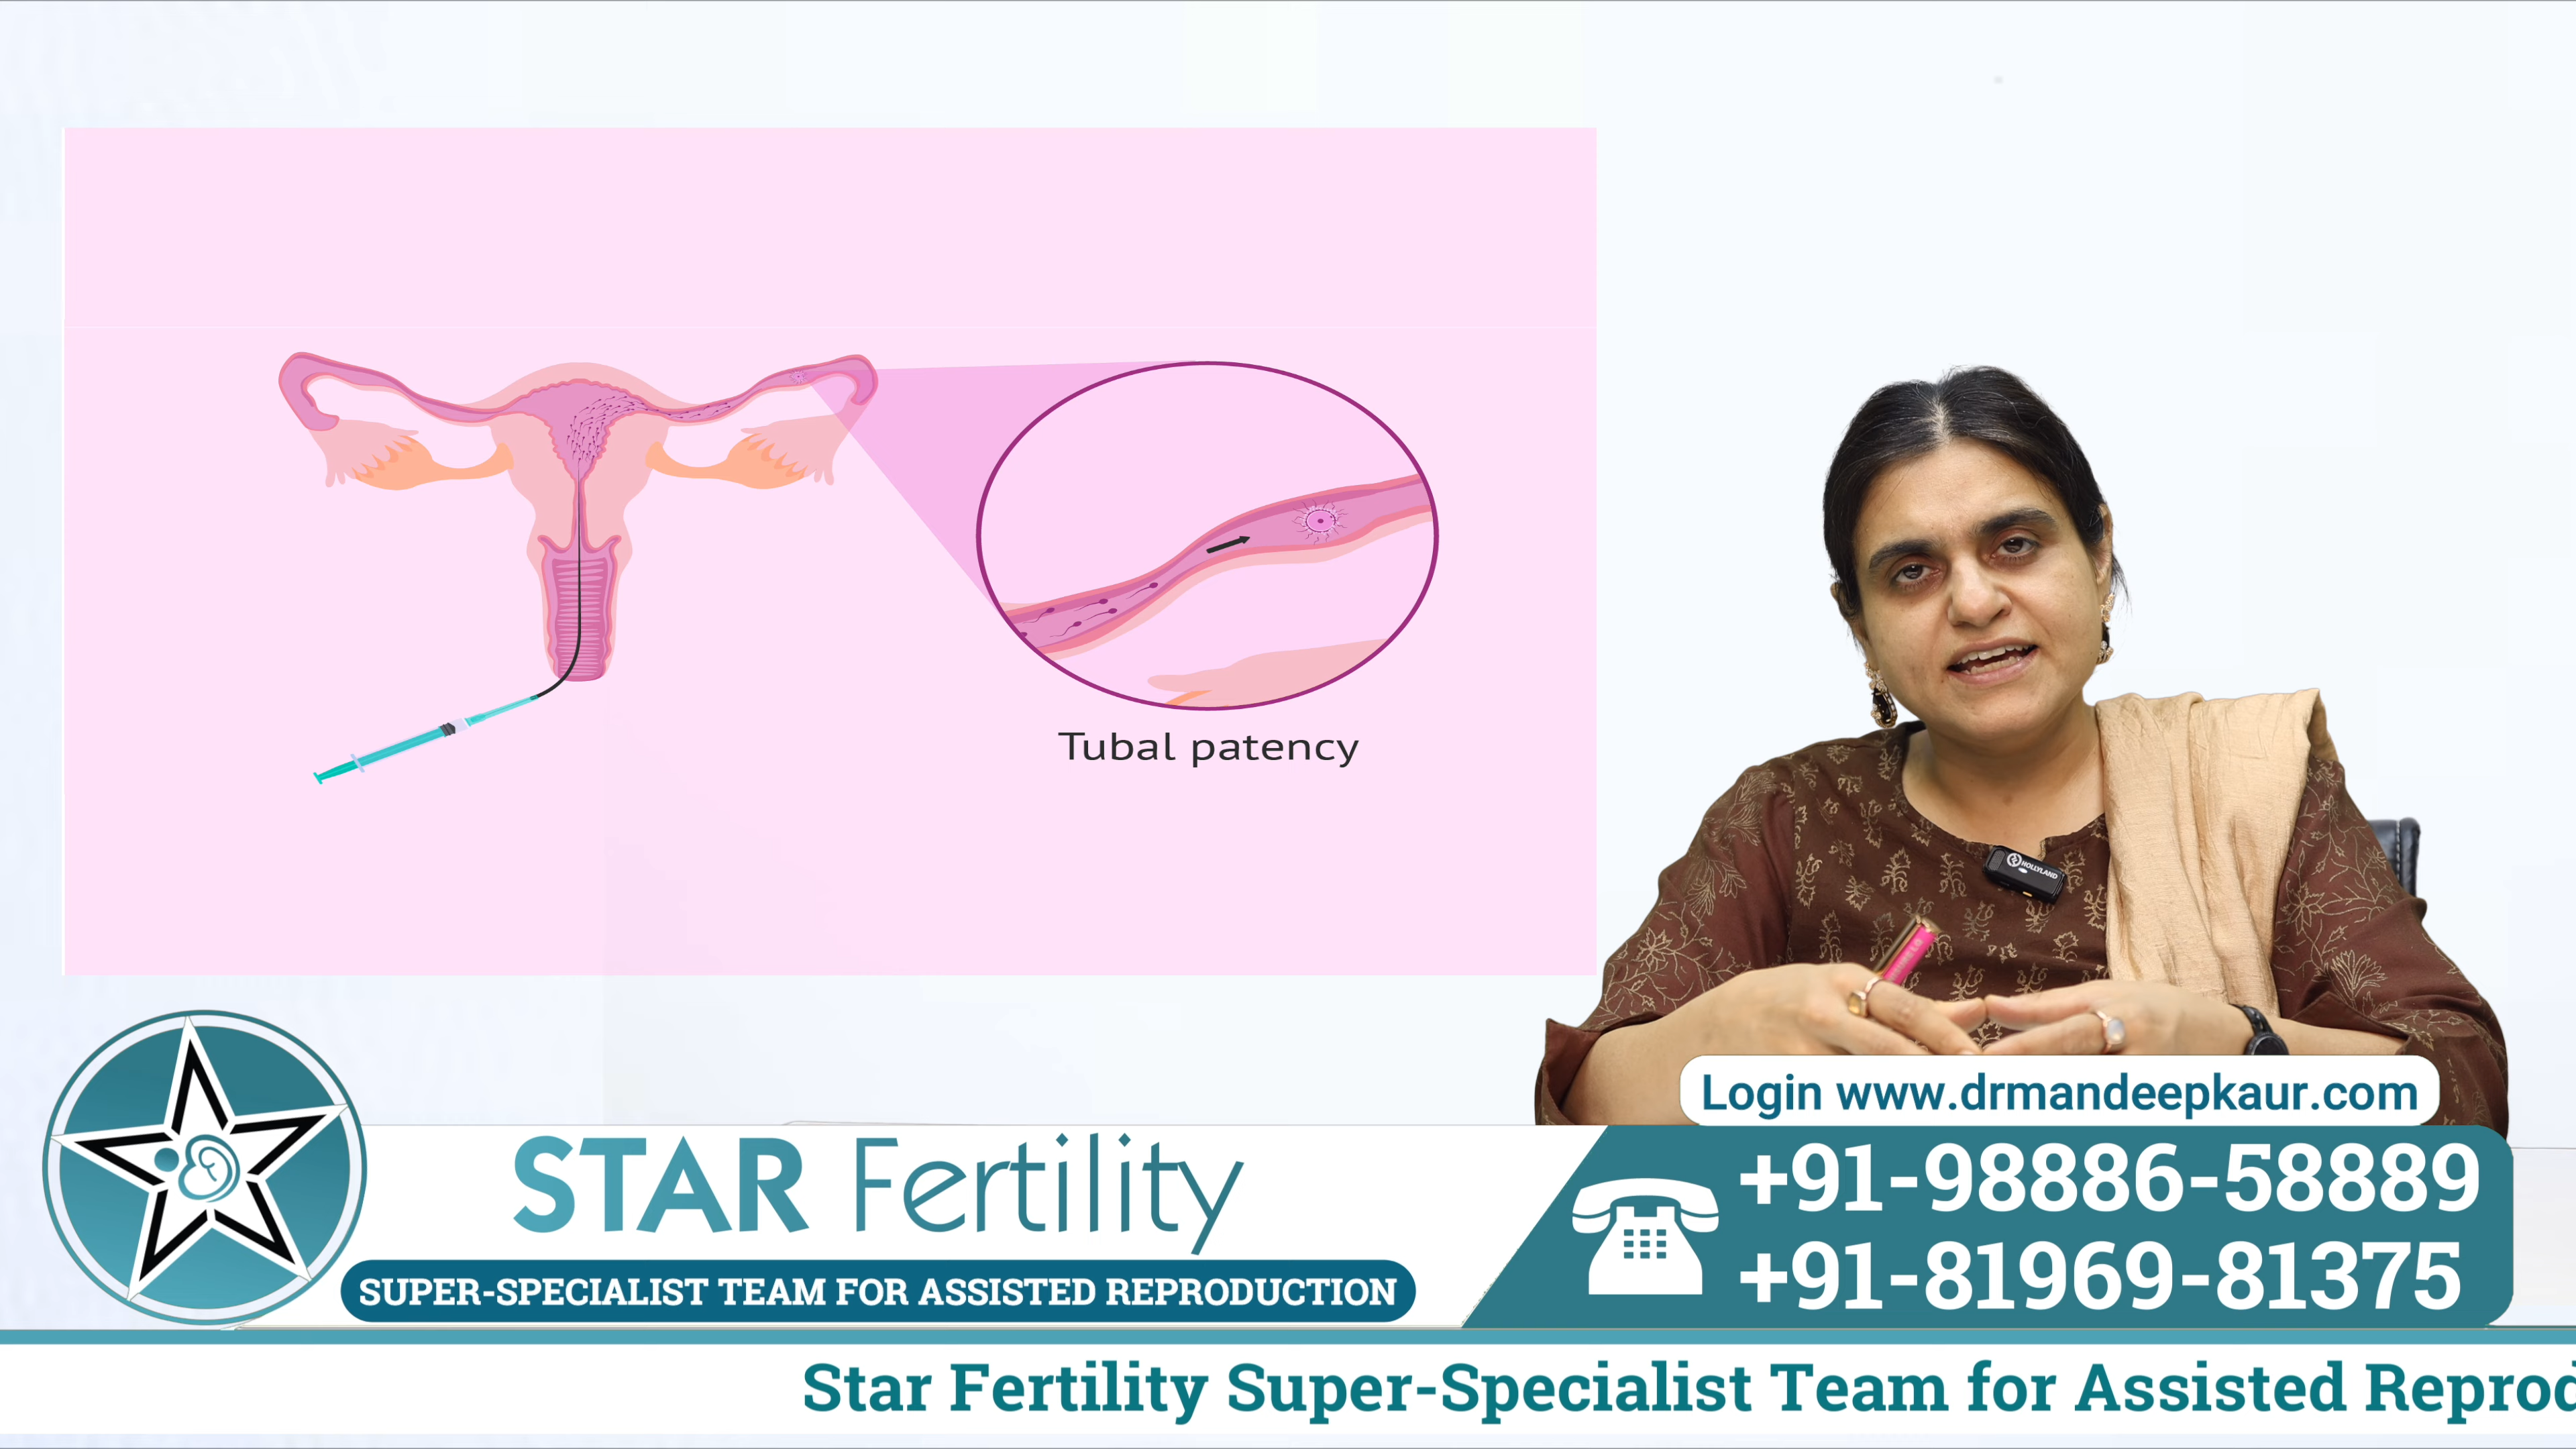 Tubal patency
HOLLYLAND
Login www.drmandeepkaur.com
STAR Fertility
+91-98886-58889
+91-81969-81375
SUPER-SPECIALIST TEAM FOR ASSISTED REPRODUCTION
Star Fertility Super-Specialist Team for Assisted Reprod